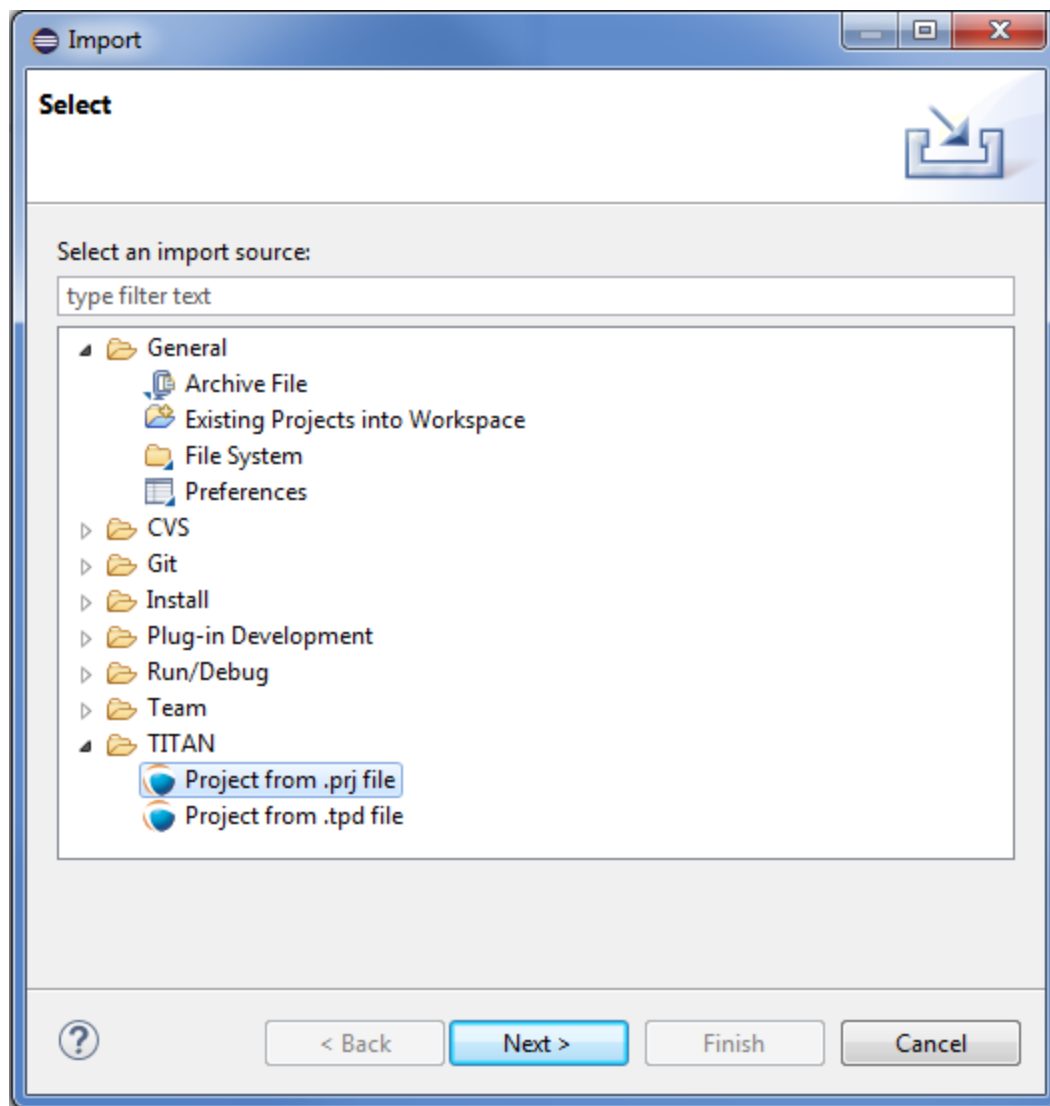 Import
Select
Select an import source:
type filter text
General
Archive File
Existing Projects into Workspace
File System
Preferences
CVS
Git
Install
Plug-in Development
Run/Debug
Team
TITAN
Project from .prj file
Project from .tpd file
? < Back Next > Finish Cancel